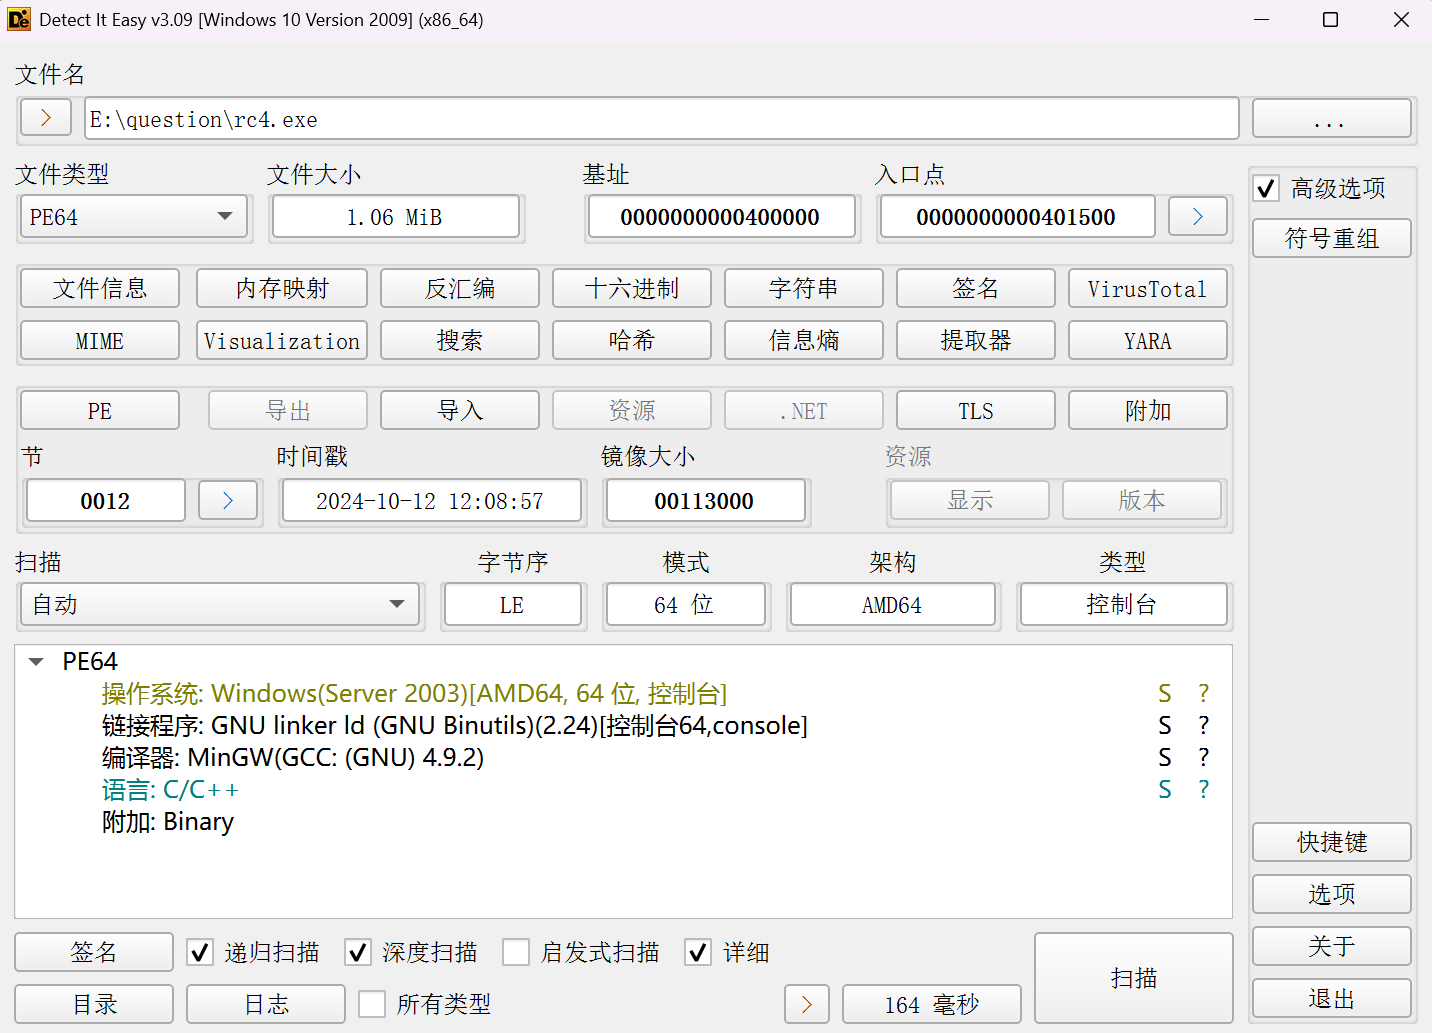 Detect It Easy v3.09 [Windows 10 Version 2009] (x86_64)
文件名
> E:\question\rc4.exe ...
文件类型 文件大小 基址 入口点
PE64 1.06 MiB 0000000000400000 0000000000401500 >
高级选项
符号重组
文件信息 内存映射 反汇编 十六进制 字符串 签名 VirusTotal
MIME Visualization 搜索 哈希 信息熵 提取器 YARA
PE 导出 导入 资源 .NET TLS 附加
节 时间戳 镜像大小 资源
0012 > 2024-10-12 12:08:57 00113000 显示 版本
扫描 字节序 模式 架构 类型
自动 LE 64 位 AMD64 控制台
PE64
操作系统: Windows(Server 2003)[AMD64, 64 位, 控制台] S ?
链接程序: GNU linker ld (GNU Binutils)(2.24)[控制台64,console] S ?
编译器: MinGW(GCC: (GNU) 4.9.2) S ?
语言: C/C++ S ?
附加: Binary
快捷键
选项
关于
退出
签名 递归扫描 深度扫描 启发式扫描 详细
目录 日志 所有类型 > 164 毫秒 扫描